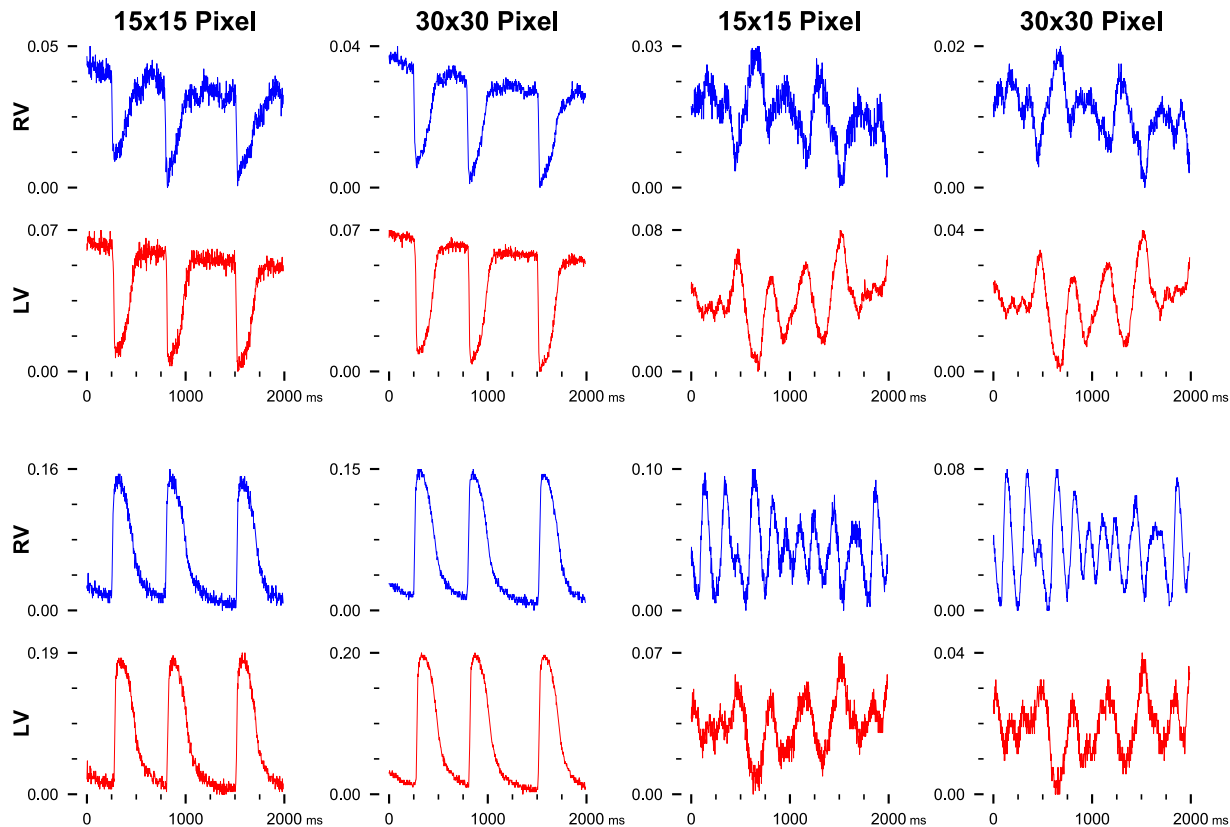 15x15 Pixel 30x30 Pixel 15x15 Pixel 30x30 Pixel
0.05 0.04 0.03 0.02
RV
0.00 0.00 0.00 0.00
0.07 0.07 0.08 0.04
LV
0.00 0.00 0.00 0.00
0 1000 2000 ms 0 1000 2000 ms 0 1000 2000 ms 0 1000 2000 ms
0.16 0.15 0.10 0.08
RV
0.00 0.00 0.00 0.00
0.19 0.20 0.07 0.04
LV
0.00 0.00 0.00 0.00
0 1000 2000 ms 0 1000 2000 ms 0 1000 2000 ms 0 1000 2000 ms